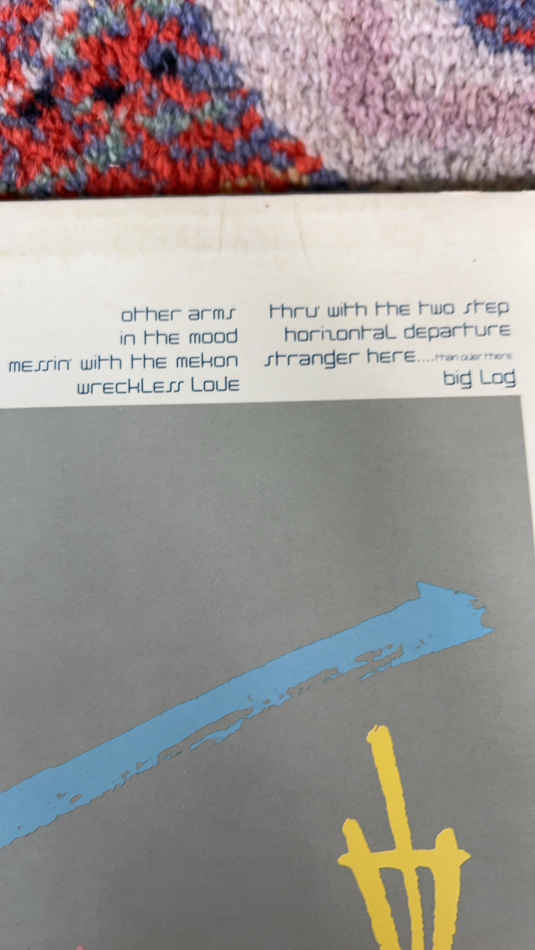 other arms
in the mood
messin' with the mekon
wreckless love
thru' with the two step
horizontal departure
stranger here....than over there
big log